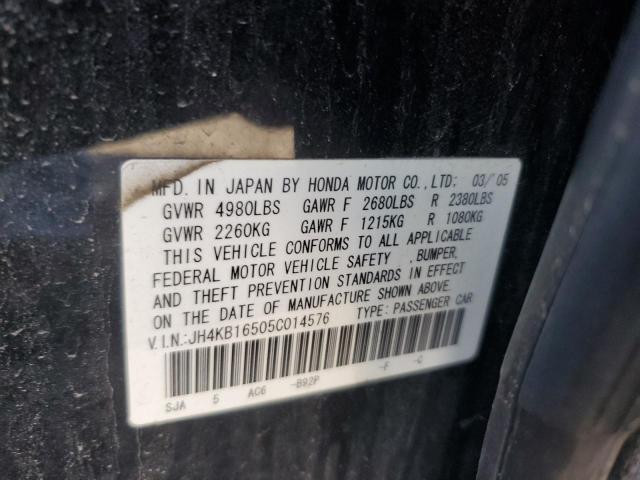 MFD. IN JAPAN BY HONDA MOTOR CO., LTD: 03/'05
GVWR 4980LBS GAWR F 2680LBS R 2380LBS
GVWR 2260KG GAWR F 1215KG R 1080KG
THIS VEHICLE CONFORMS TO ALL APPLICABLE
FEDERAL MOTOR VEHICLE SAFETY ,BUMPER,
AND THEFT PREVENTION STANDARDS IN EFFECT
ON THE DATE OF MANUFACTURE SHOWN ABOVE.
V.I.N.:JH4KB16505C014576 TYPE: PASSENGER CAR
SJA 5 AC6 -B92P -F -C